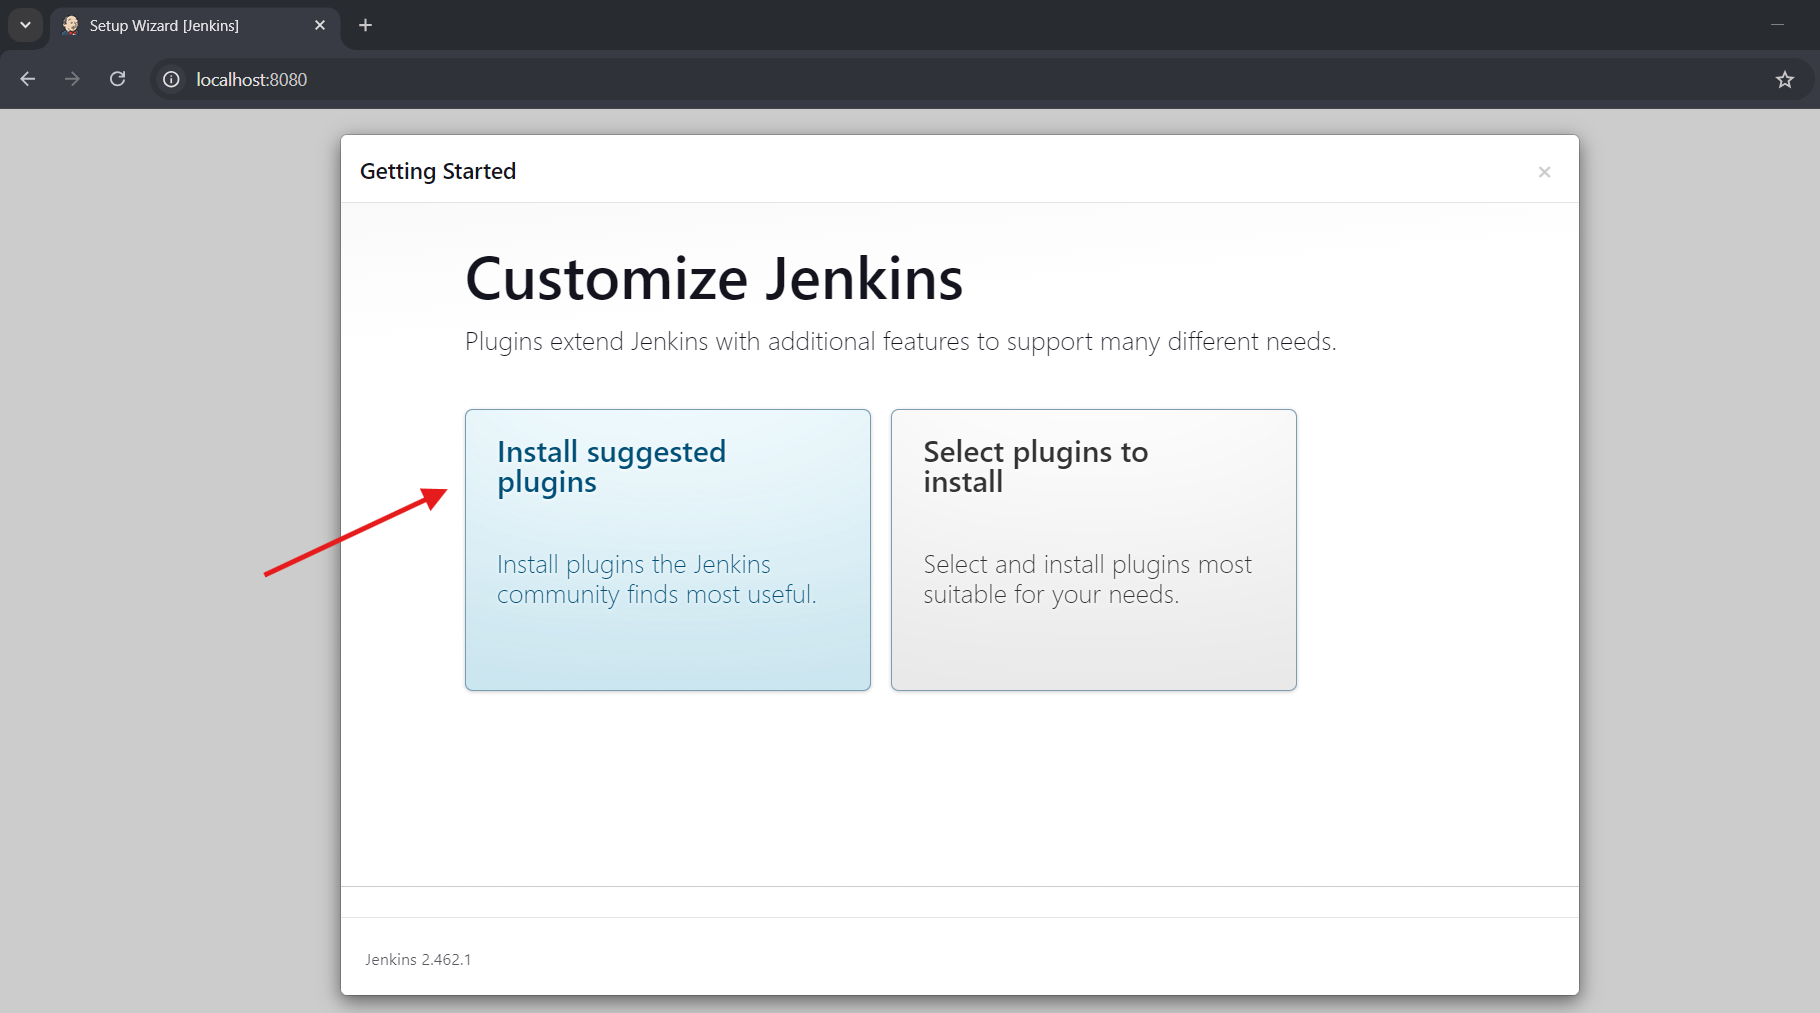 Setup Wizard [Jenkins]
localhost:8080
Getting Started
Customize Jenkins
Plugins extend Jenkins with additional features to support many different needs.
Install suggested
plugins
Install plugins the Jenkins
community finds most useful.
Select plugins to
install
Select and install plugins most
suitable for your needs.
Jenkins 2.462.1